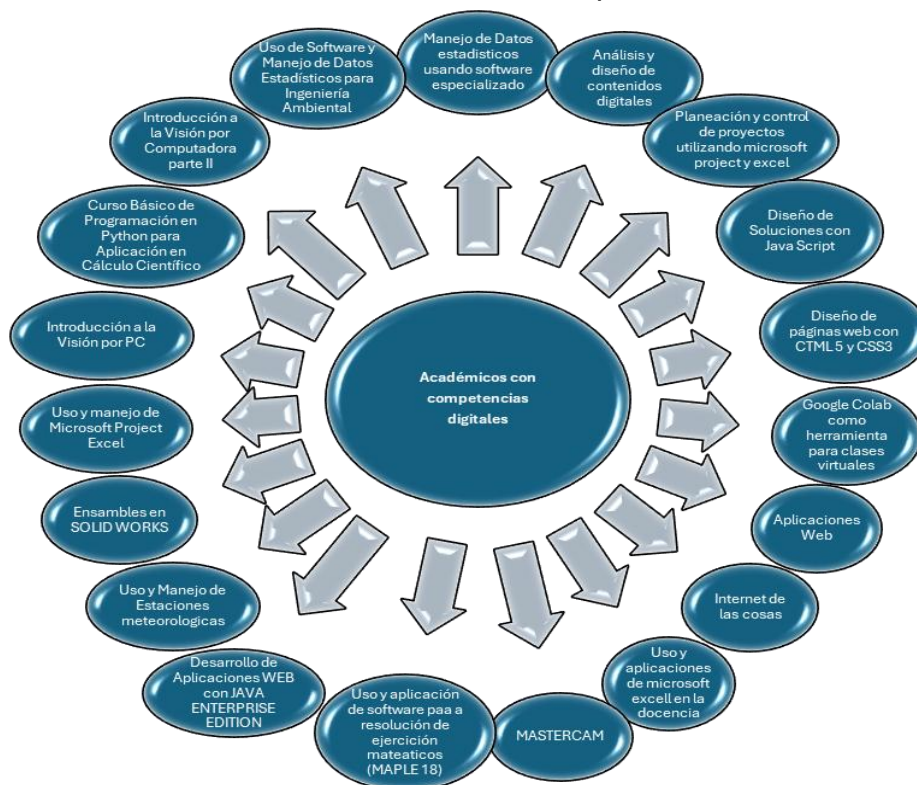 Manejo de Datos
estadisticos
usando software
especializado
Análisis y
diseño de
contenidos
digitales
Planeación y control
de proyectos
utilizando microsoft
project y excel
Diseño de
Soluciones con
Java Script
Diseño de
páginas web con
CTML5 y CSS3
Google Colab
como
herramienta
para clases
virtuales
Aplicaciones
Web
Internet de
las cosas
Uso y
aplicaciones
de microsoft
excell en la
docencia
MASTERCAM
Uso y aplicación
de software paa a
resolución de
ejercición
mateaticos
(MAPLE 18)
Desarrollo de
Aplicaciones WEB
con JAVA
ENTERPRISE
EDITION
Uso y Manejo de
Estaciones
meteorologicas
Ensambles en
SOLID WORKS
Uso y manejo de
Microsoft Project
Excel
Introducción a la
Visión por PC
Curso Básico de
Programación en
Python para
Aplicación en
Cálculo Científico
Introducción a
la Visión por
Computadora
parte II
Uso de Software y
Manejo de Datos
Estadísticos para
Ingeniería
Ambiental
Académicos con
competencias
digitales